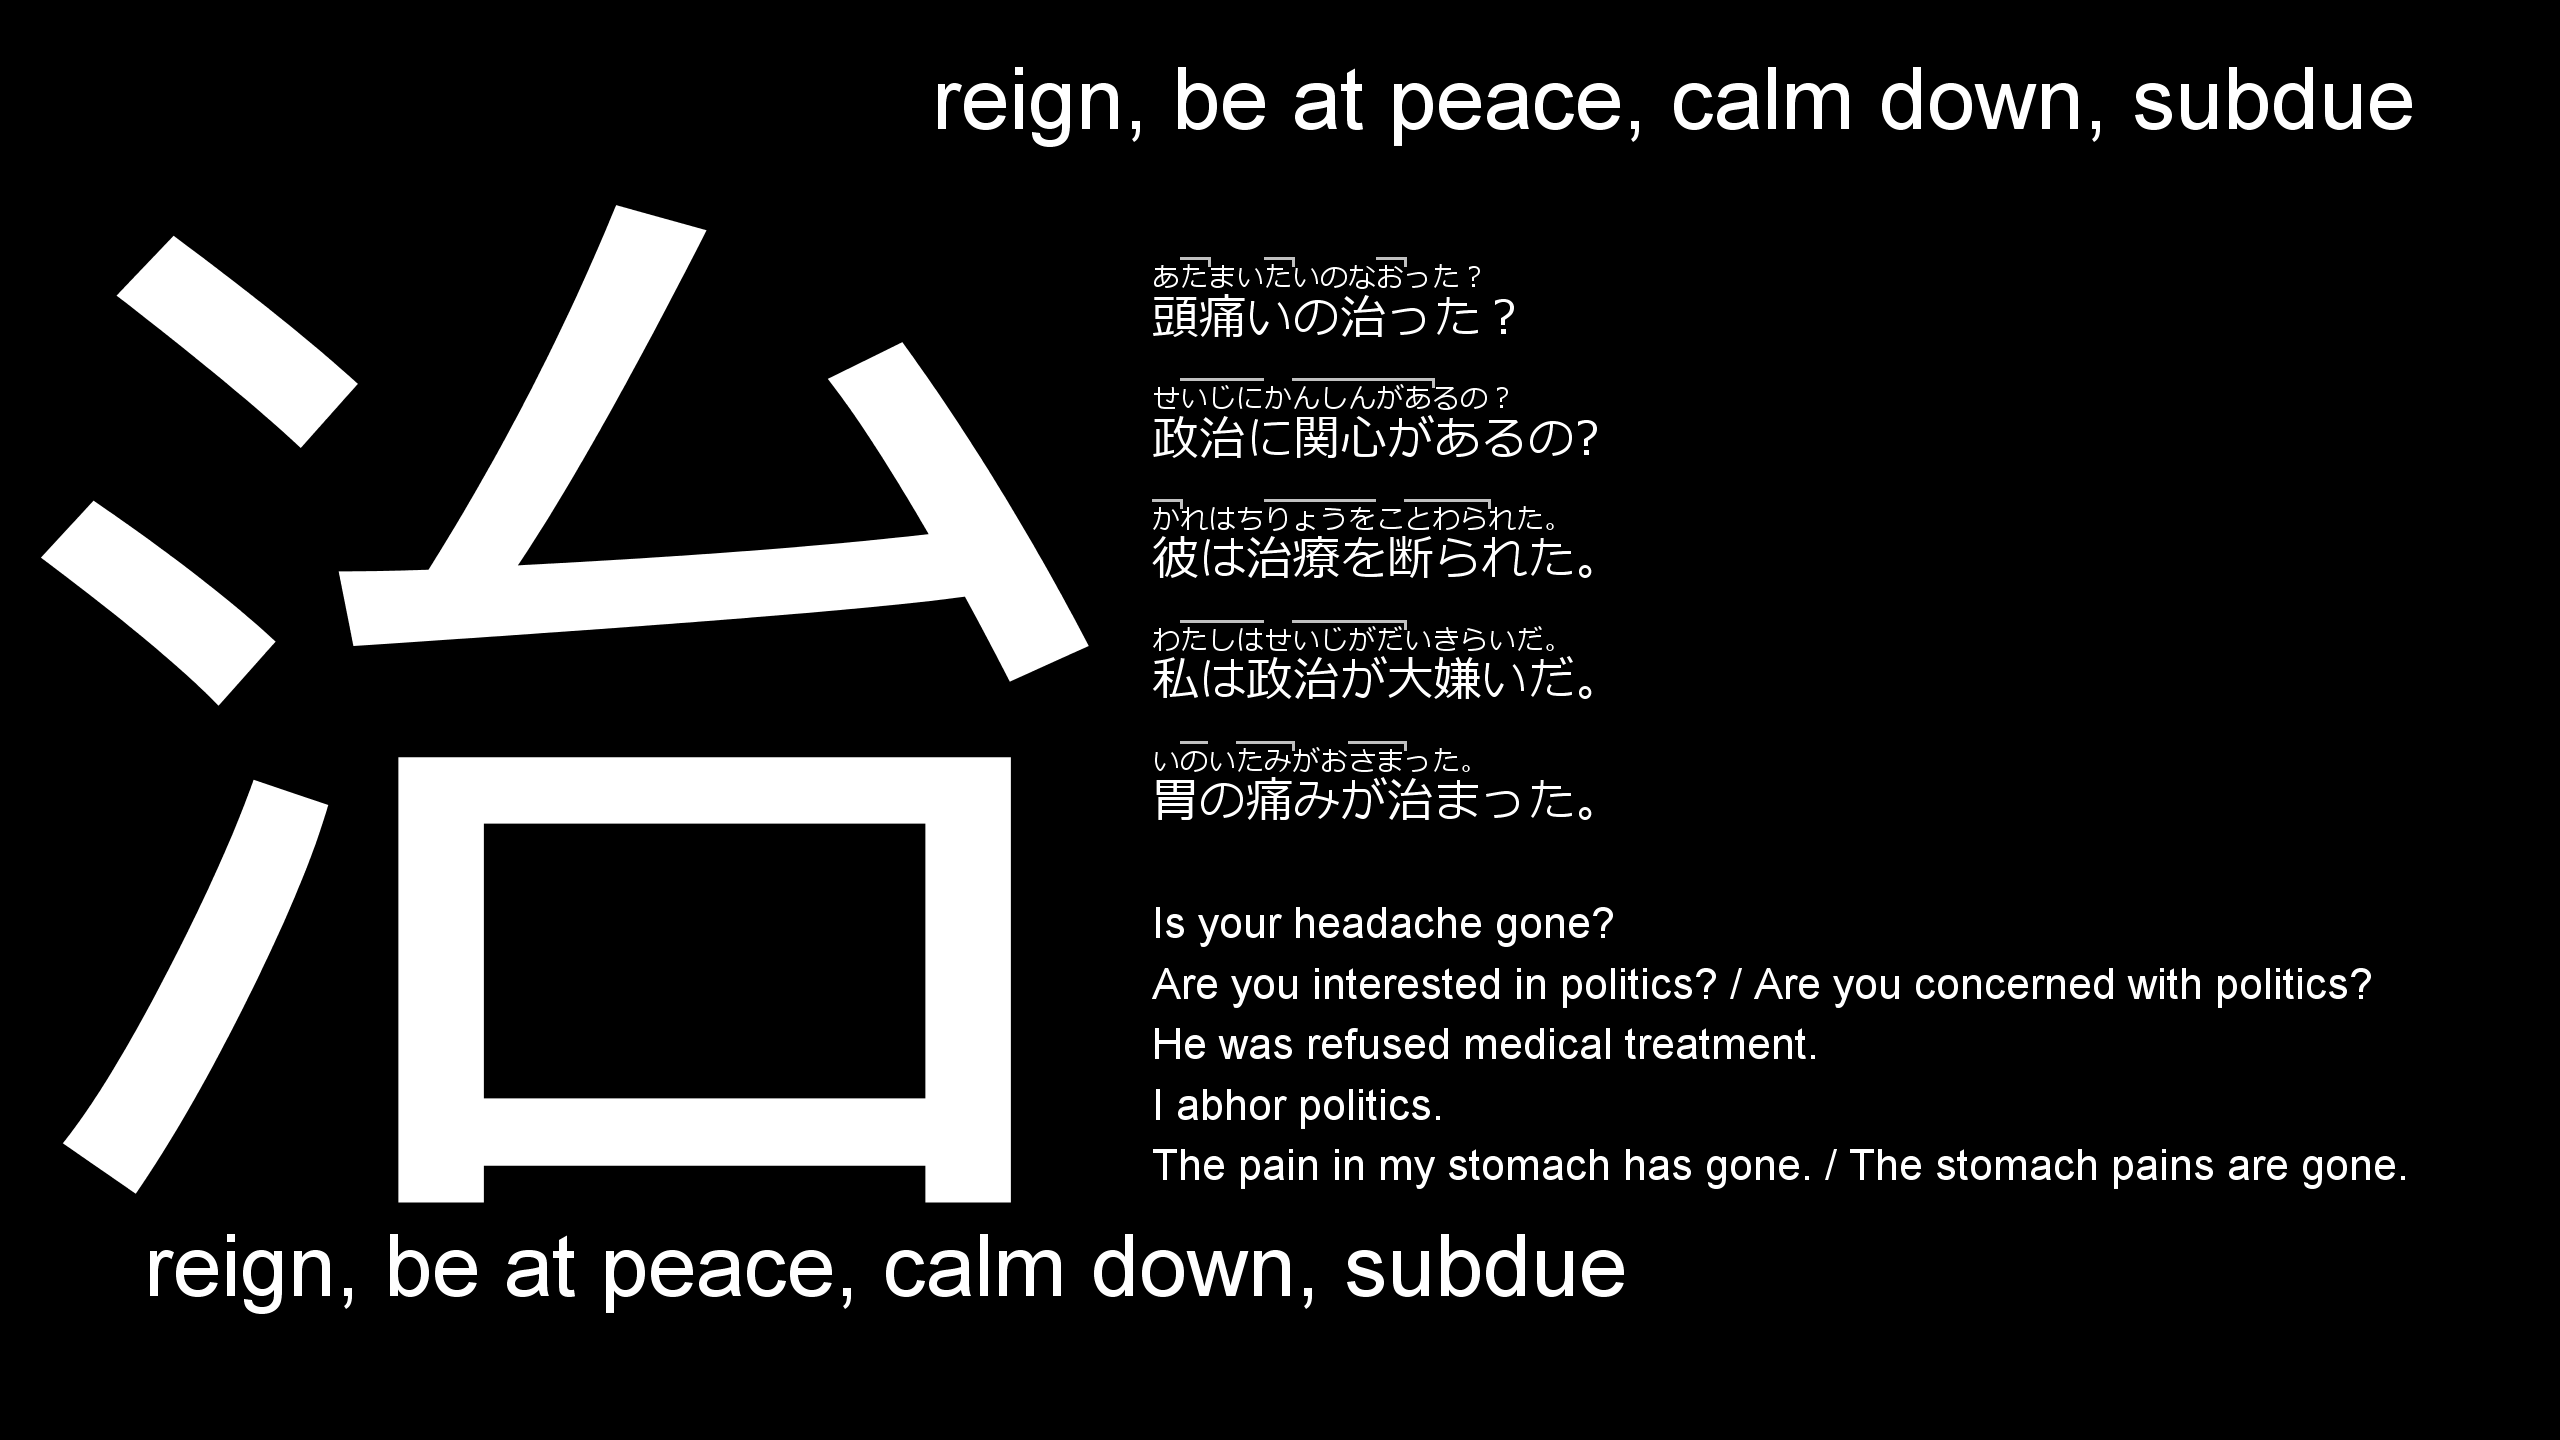 reign, be at peace, calm down, subdue
治
あたまいたいのなおった？
頭痛いの治った？
せいじにかんしんがあるの？
政治に関心があるの?
かれはちりょうをことわられた。
彼は治療を断られた。
わたしはせいじがだいきらいだ。
私は政治が大嫌いだ。
いのいたみがおさまった。
胃の痛みが治まった。
Is your headache gone?
Are you interested in politics? / Are you concerned with politics?
He was refused medical treatment.
I abhor politics.
The pain in my stomach has gone. / The stomach pains are gone.
reign, be at peace, calm down, subdue